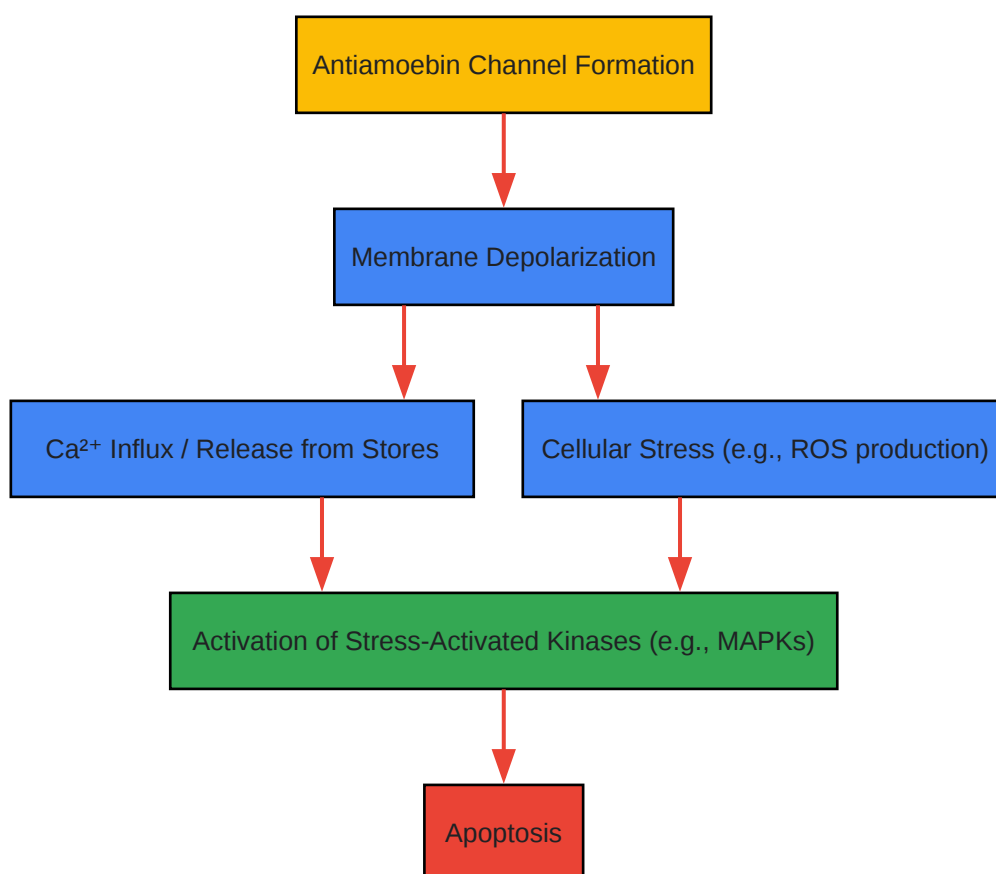 Antiamoebin Channel Formation
Membrane Depolarization
Ca²⁺ Influx / Release from Stores
Cellular Stress (e.g., ROS production)
Activation of Stress-Activated Kinases (e.g., MAPKs)
Apoptosis